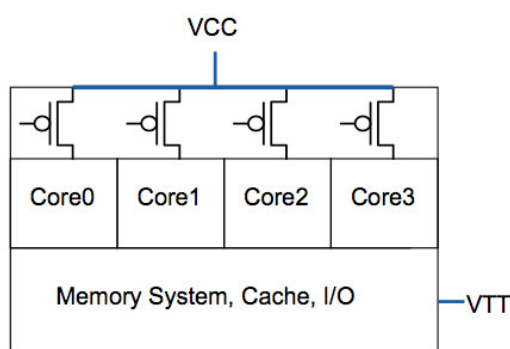 VCC
Core0 Core1 Core2 Core3
Memory System, Cache, I/O
VTT